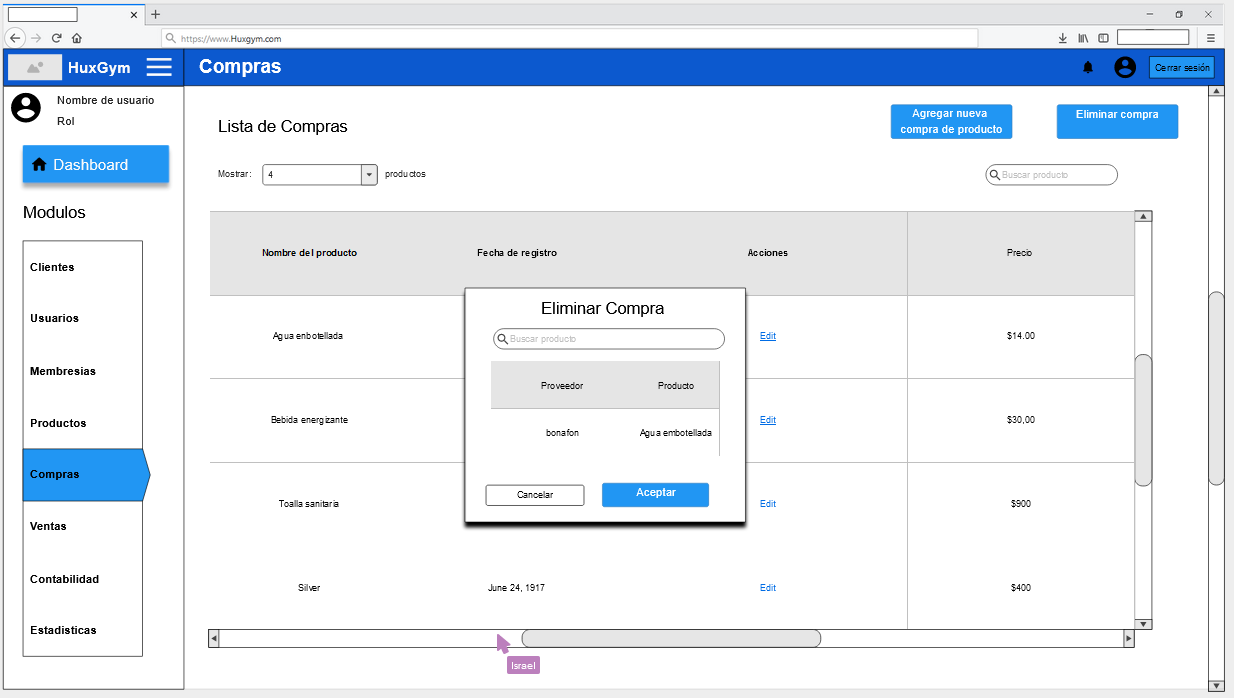 https://www.Huxgym.com
HuxGym
Compras
Cerrar sesión
Nombre de usuario
Rol
Dashboard
Modulos
Clientes
Usuarios
Membresias
Productos
Compras
Ventas
Contabilidad
Estadisticas
Lista de Compras
Agregar nueva
compra de producto
Eliminar compra
Mostrar: 4 productos
Buscar producto
Nombre del producto Fecha de registro Acciones Precio
Agua enbotellada Edit $14.00
Bebida energizante Edit $30,00
Toalla sanitaria Edit $900
Silver June 24, 1917 Edit $400
Eliminar Compra
Buscar producto
Proveedor Producto
bonafon Agua embotellada
Cancelar Aceptar
Israel